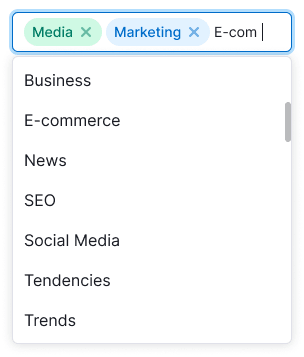 Media Marketing E-com
Business
E-commerce
News
SEO
Social Media
Tendencies
Trends